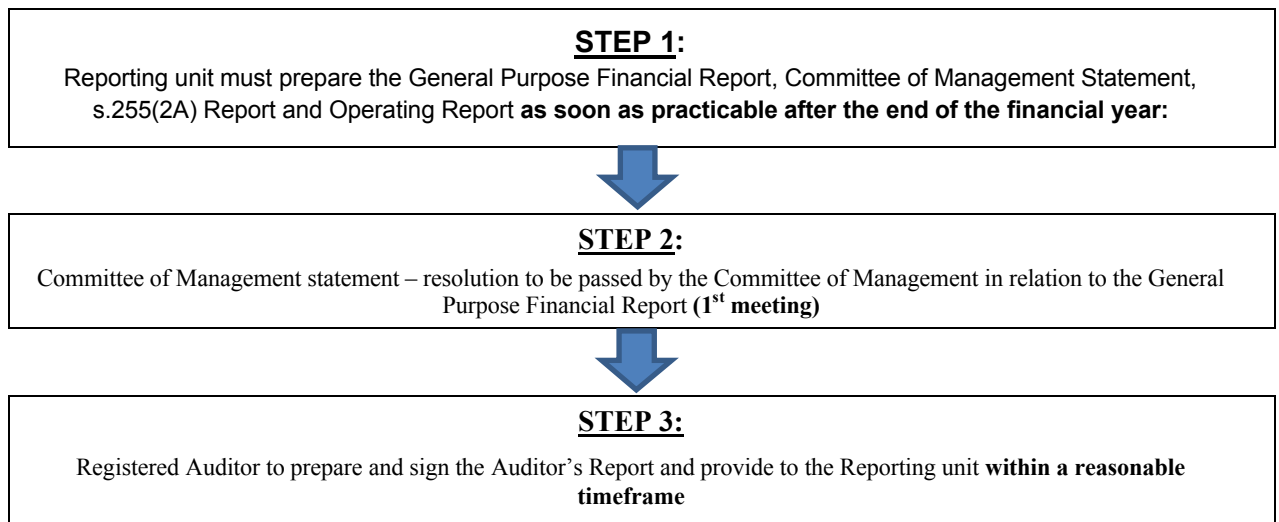 STEP 1:
Reporting unit must prepare the General Purpose Financial Report, Committee of Management Statement,
s.255(2A) Report and Operating Report as soon as practicable after the end of the financial year:
STEP 2:
Committee of Management statement – resolution to be passed by the Committee of Management in relation to the General
Purpose Financial Report (1st meeting)
STEP 3:
Registered Auditor to prepare and sign the Auditor’s Report and provide to the Reporting unit within a reasonable
timeframe